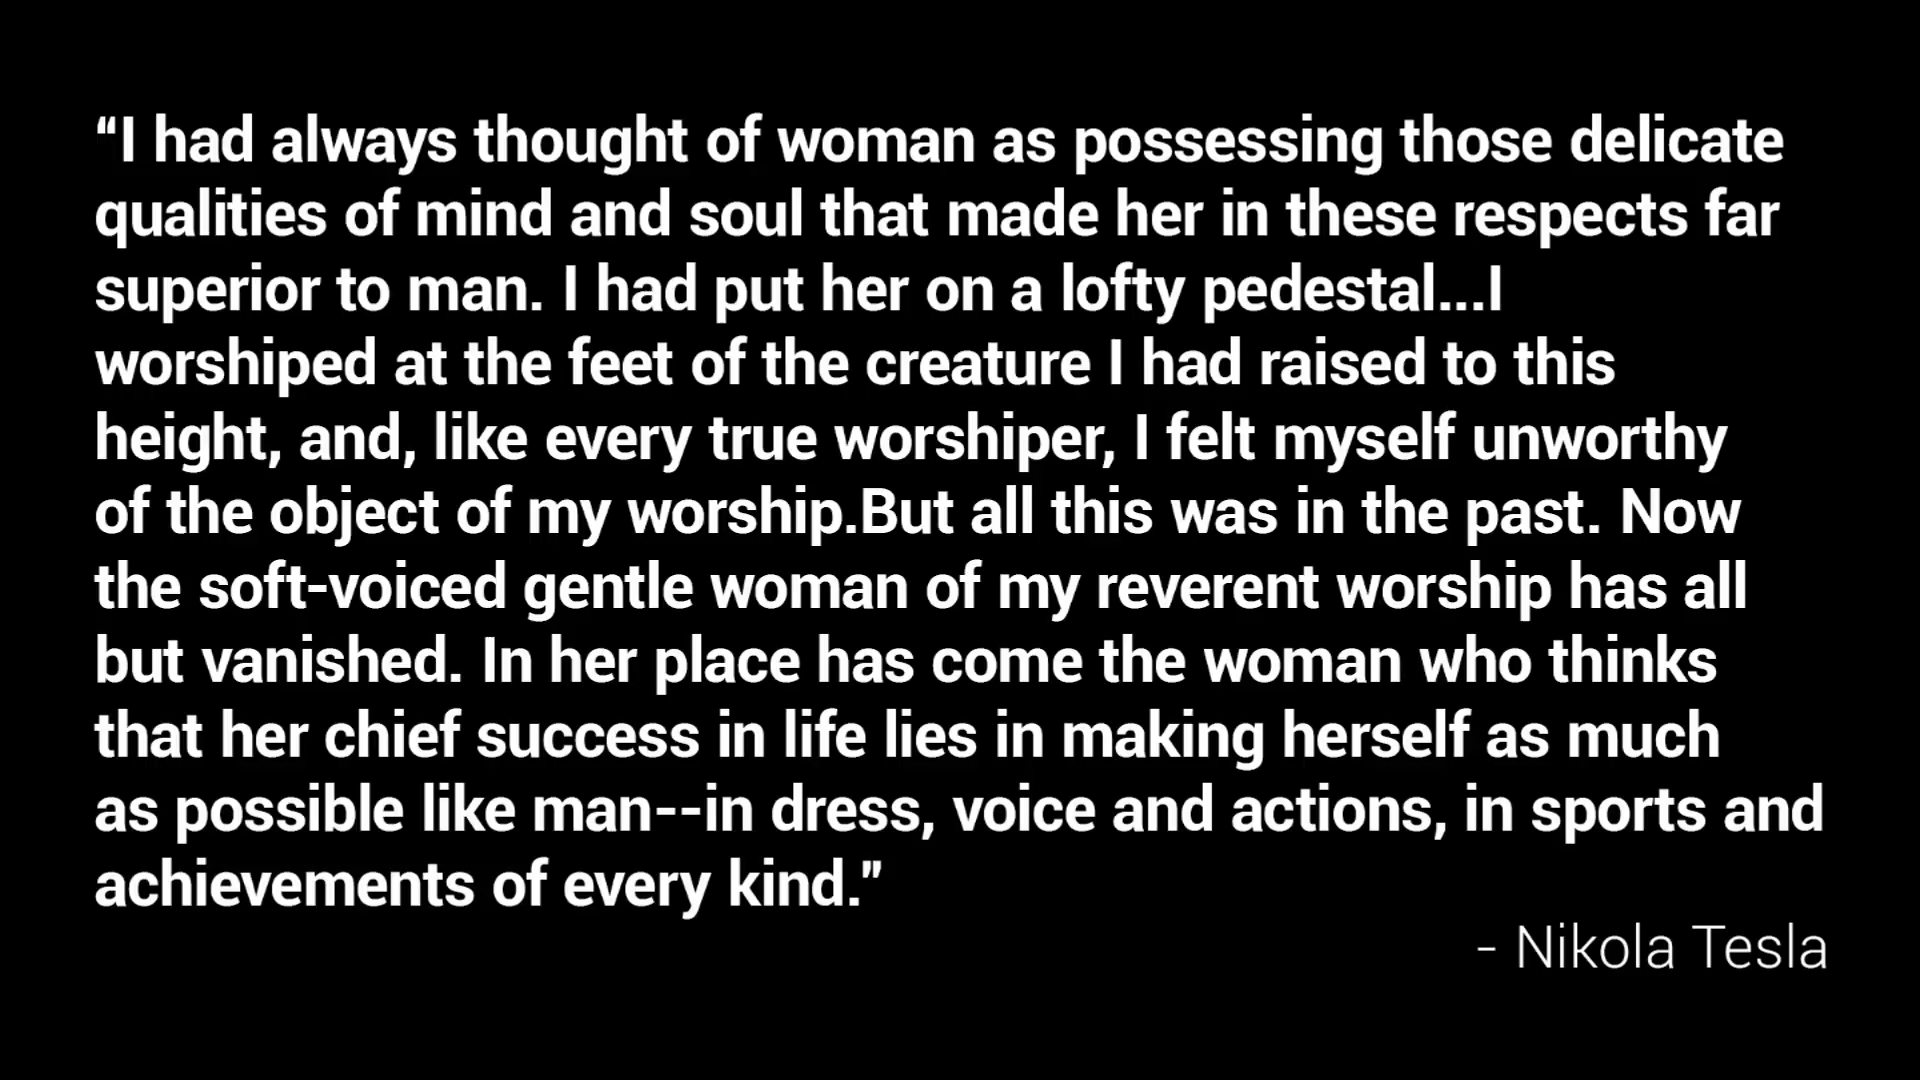 “I had always thought of woman as possessing those delicate
qualities of mind and soul that made her in these respects far
superior to man. I had put her on a lofty pedestal...I
worshiped at the feet of the creature I had raised to this
height, and, like every true worshiper, I felt myself unworthy
of the object of my worship.But all this was in the past. Now
the soft-voiced gentle woman of my reverent worship has all
but vanished. In her place has come the woman who thinks
that her chief success in life lies in making herself as much
as possible like man--in dress, voice and actions, in sports and
achievements of every kind.”
- Nikola Tesla